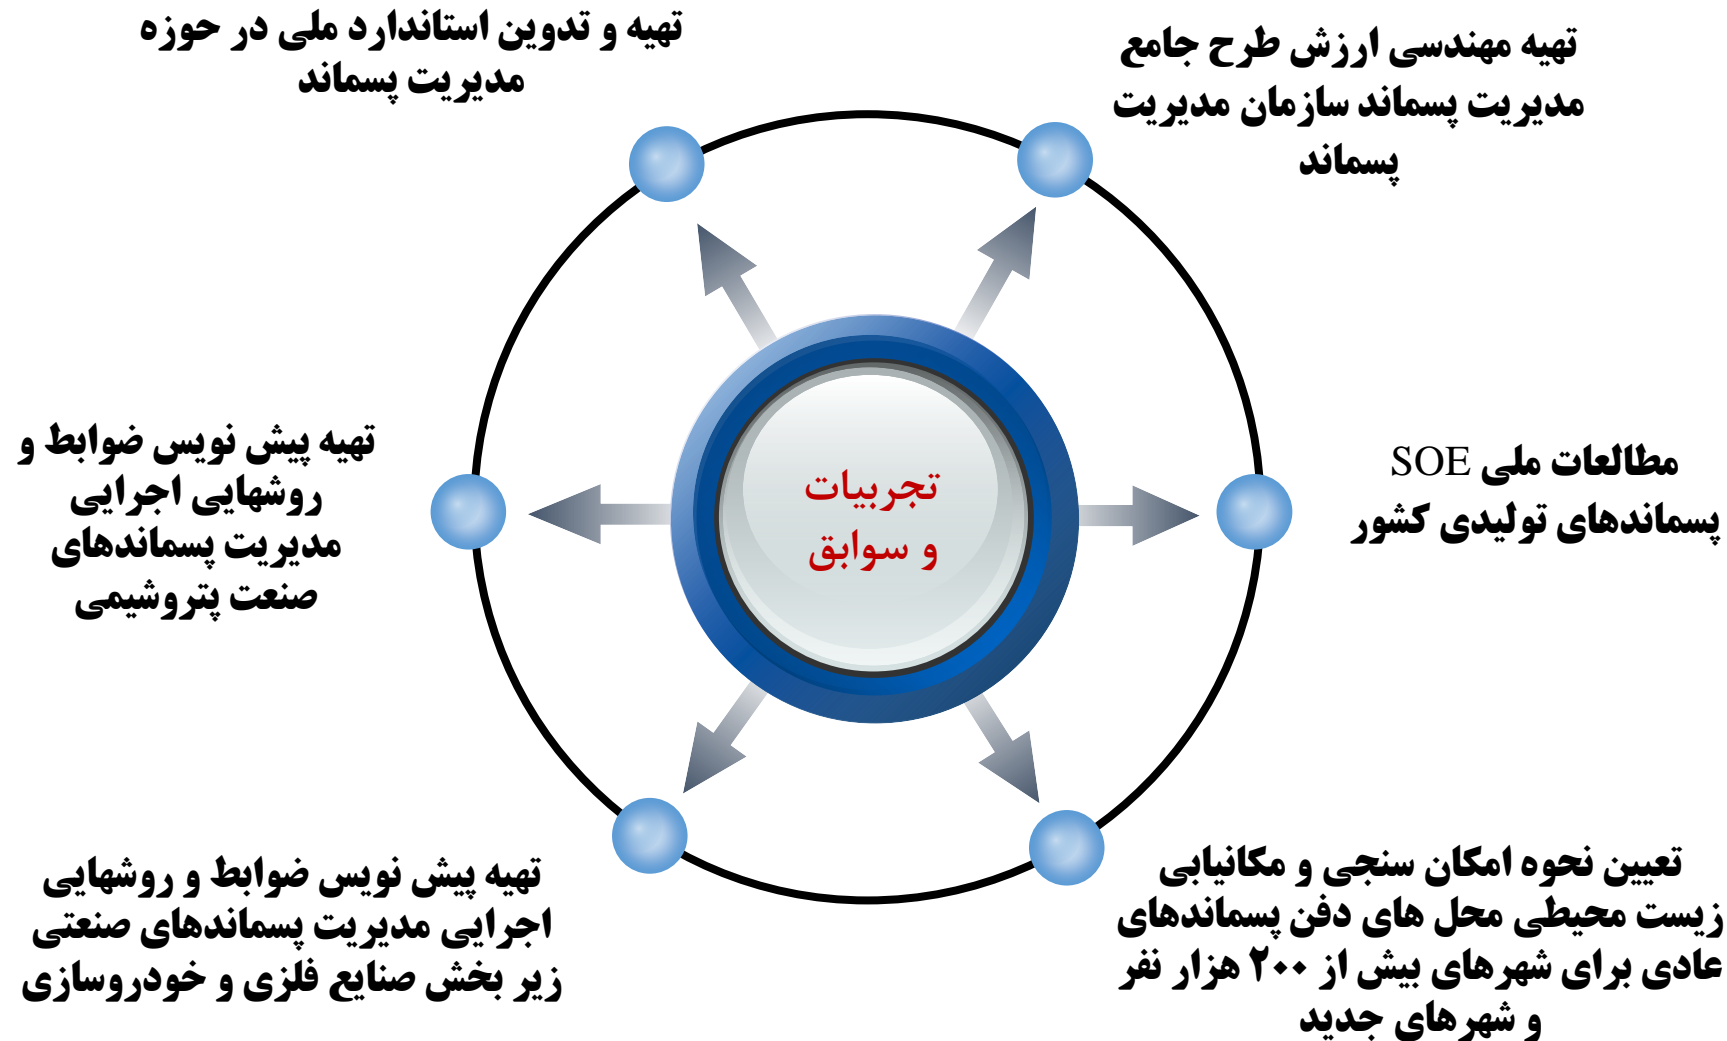 تهیه مهندسی ارزش طرح جامع
مدیریت پسماند سازمان مدیریت
پسماند
تهیه و تدوین استاندارد ملی در حوزه
مدیریت پسماند
مطالعات ملی SOE
پسماندهای تولیدی کشور
تجربیات
و سوابق
تهیه پیش نویس ضوابط و
روشهایی اجرایی
مدیریت پسماندهای
صنعت پتروشیمی
تعیین نحوه امکان سنجی و مکانیابی
زیست محیطی محل های دفن پسماندهای
عادی برای شهرهای بیش از ۲۰۰ هزار نفر
و شهرهای جدید
تهیه پیش نویس ضوابط و روشهایی
اجرایی مدیریت پسماندهای صنعتی
زیر بخش صنایع فلزی و خودروسازی